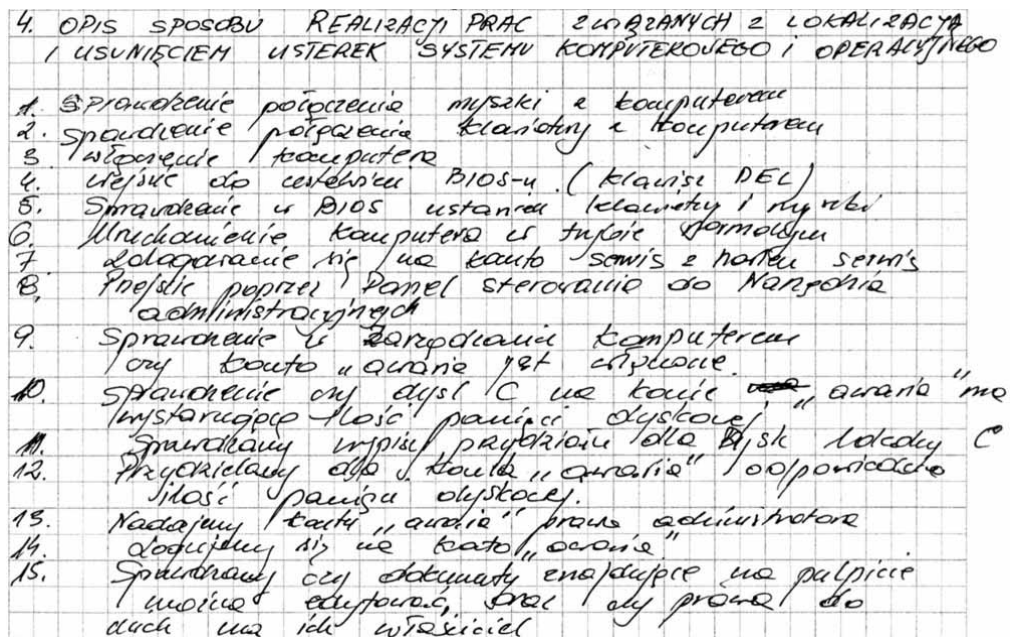 4. OPIS SPOSOBU REALIZACJI PRAC ZWIĄZANYCH Z LOKALIZACJĄ
I USUNIĘCIEM USTEREK SYSTEMU KOMPUTEROWEGO I OPERACYJNEGO
1. Sprawdzenie połączenia myszki z komputerem
2. Sprawdzenie połączenia klawiatury z komputerem
3. Włączenie komputera
4. Wejście do ustawień BIOS-u (klawisz DEL)
5. Sprawdzenie w BIOS ustawień klawiatury i myszki
6. Uruchomienie komputera w trybie normalnym
7. Zalogowanie się na konto serwis z hasłem serwis
8. Przejście poprzez Panel sterowania do Narzędzia
administracyjnych
9. Sprawdzenie w zarządzaniu komputerem
czy konto „awaria jest włączone.
10. Sprawdzenie czy dysk C na koncie „awaria" ma
wystarczającą ilość pamięci dyskowej
11. Sprawdzamy wpisy przydziału dla Dysk lokalny C
12. Przydzielamy dla konta „awaria" odpowiednią
ilość pamięci dyskowej.
13. Nadajemy konty „awaria" prawa administratora
14. Logujemy się na konto „awaria"
15. Sprawdzamy czy dokumenty znajdujące na pulpicie
można edytować, oraz czy prawa do
nich ma ich właściciel